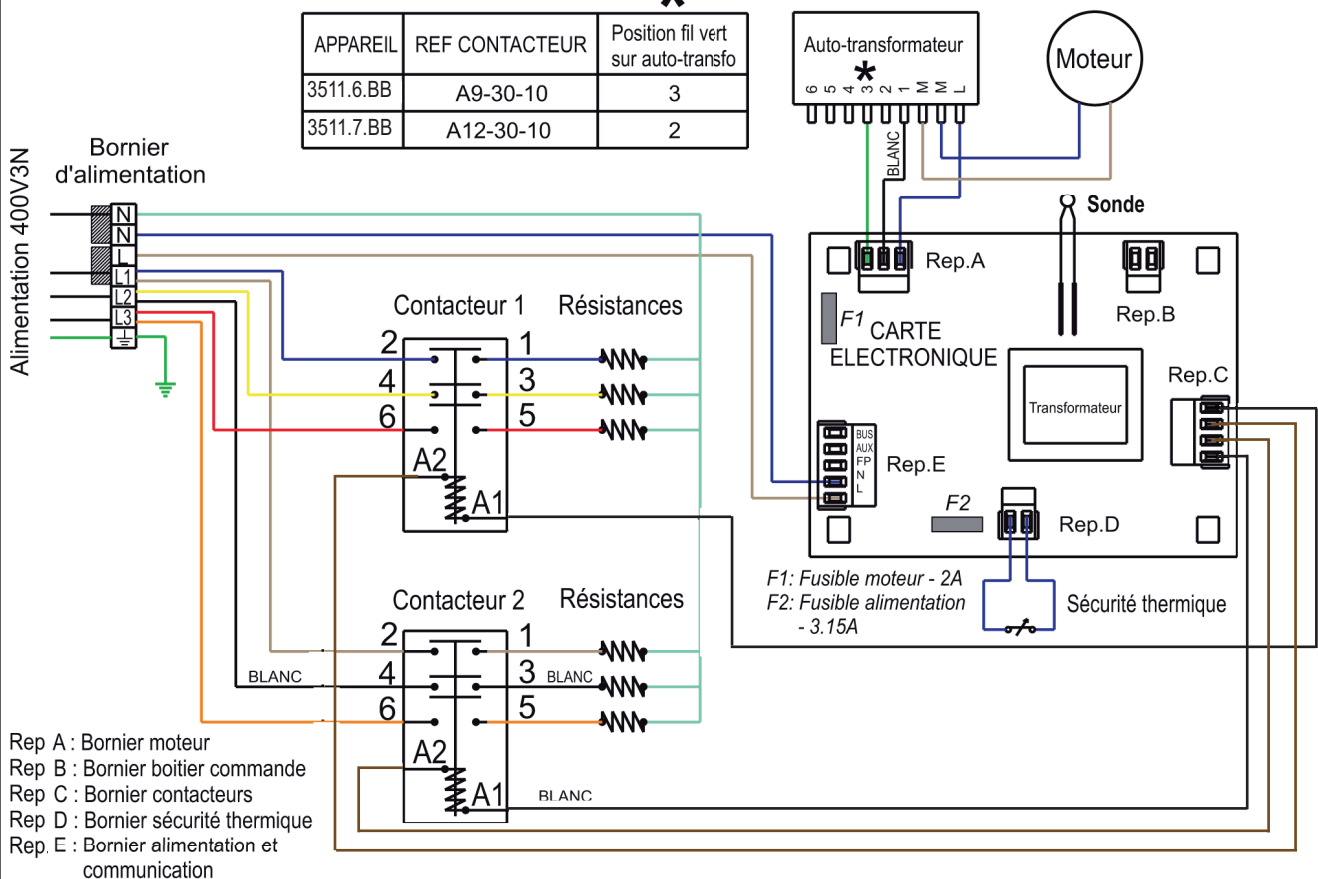 *
APPAREIL
REF CONTACTEUR
Position fil vert
sur auto-transfo
3511.6.BB
A9-30-10
3
3511.7.BB
A12-30-10
2
Auto-transformateur
*
6 5 4 3 2 1 M M L
Moteur
BLANC
Alimentation 400V3N
Bornier
d'alimentation
N
N
L
L1
L2
L3
Sonde
Rep.A
Rep.B
F1
CARTE
ELECTRONIQUE
Transformateur
Rep.C
BUS
AUX
FP
N
L
Rep.E
F2
Rep.D
F1: Fusible moteur - 2A
F2: Fusible alimentation
- 3.15A
Sécurité thermique
Contacteur 1
Résistances
2 1
4 3
6 5
A2
A1
Contacteur 2
Résistances
2 1
BLANC 4 3 BLANC
6 5
A2
A1
BLANC
Rep A : Bornier moteur
Rep B : Bornier boitier commande
Rep C : Bornier contacteurs
Rep D : Bornier sécurité thermique
Rep. E : Bornier alimentation et
communication